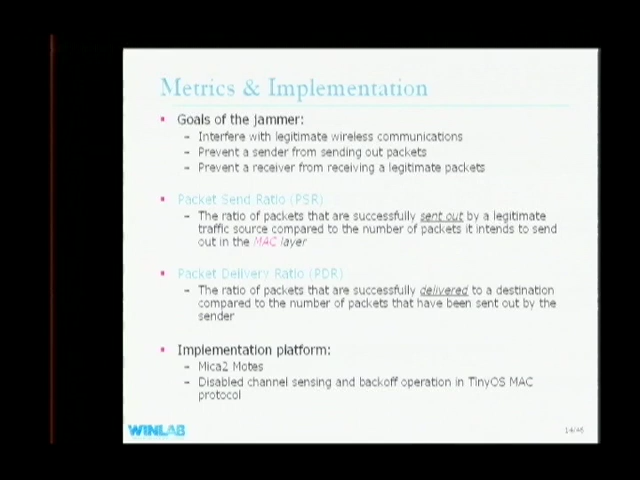 Metrics & Implementation
Goals of the jammer:
– Interfere with legitimate wireless communications
– Prevent a sender from sending out packets
– Prevent a receiver from receiving a legitimate packets
Packet Send Ratio (PSR)
– The ratio of packets that are successfully sent out by a legitimate
traffic source compared to the number of packets it intends to send
out in the MAC layer
Packet Delivery Ratio (PDR)
– The ratio of packets that are successfully delivered to a destination
compared to the number of packets that have been sent out by the
sender
Implementation platform:
– Mica2 Motes
– Disabled channel sensing and backoff operation in TinyOS MAC
protocol
WINLAB